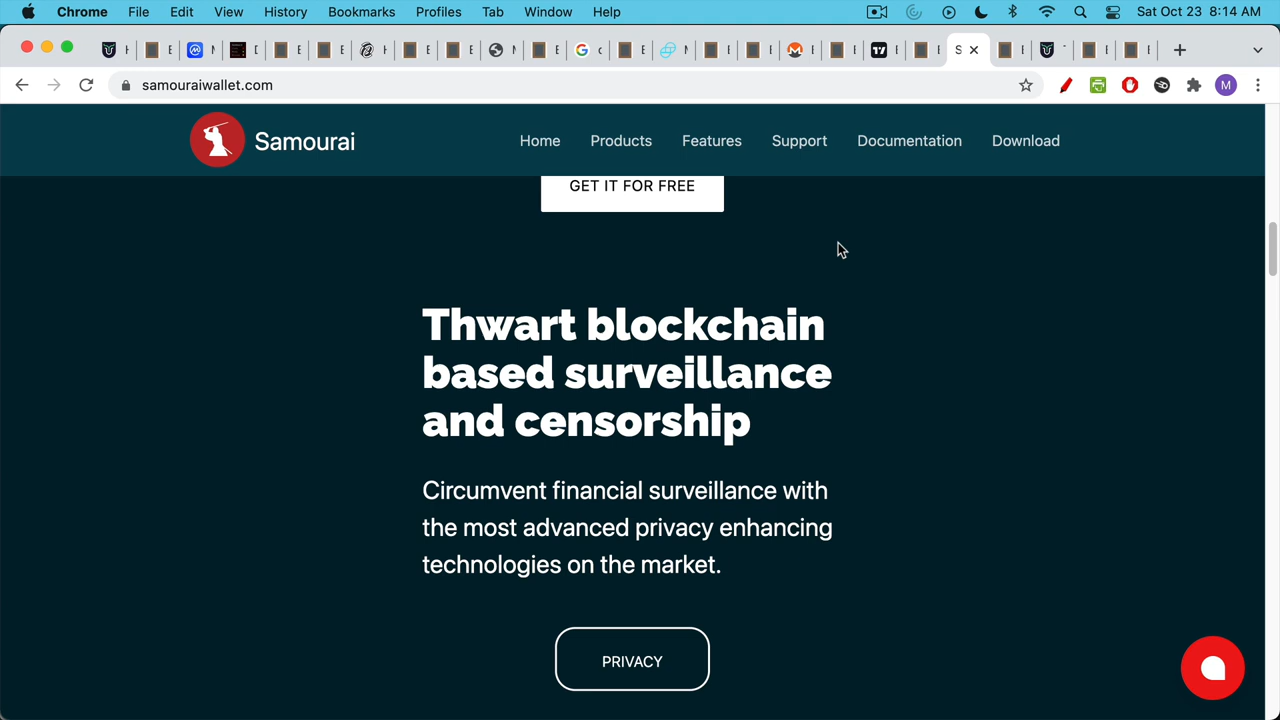 Chrome File Edit View History Bookmarks Profiles Tab Window Help Sat Oct 23 8:14 AM
samouraiwallet.com M
Samourai Home Products Features Support Documentation Download
GET IT FOR FREE
Thwart blockchain
based surveillance
and censorship
Circumvent financial surveillance with
the most advanced privacy enhancing
technologies on the market.
PRIVACY